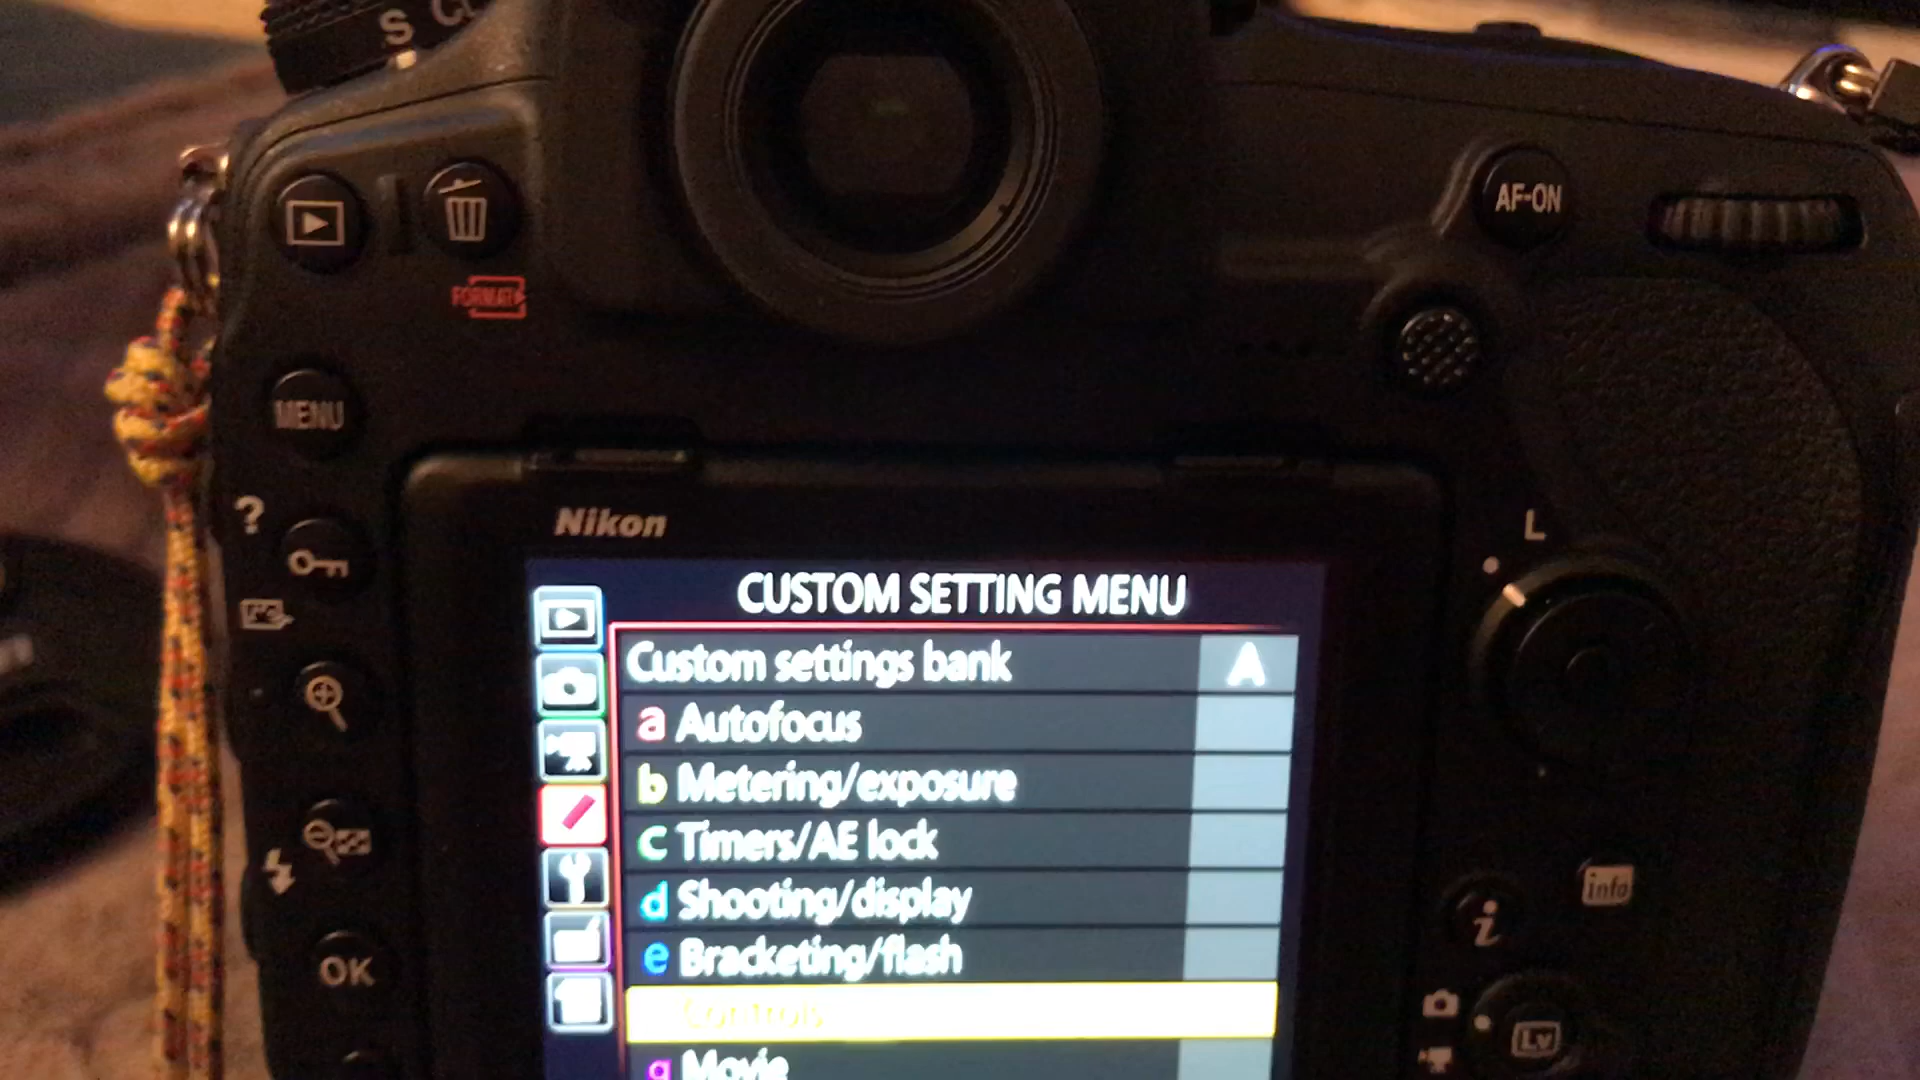 S
AF-ON
FORMAT
MENU
Nikon
?
L
CUSTOM SETTING MENU
Custom settings bank A
a Autofocus
b Metering/exposure
c Timers/AE lock
d Shooting/display
e Bracketing/flash
info
i
OK
Controls
Lv
g Movie